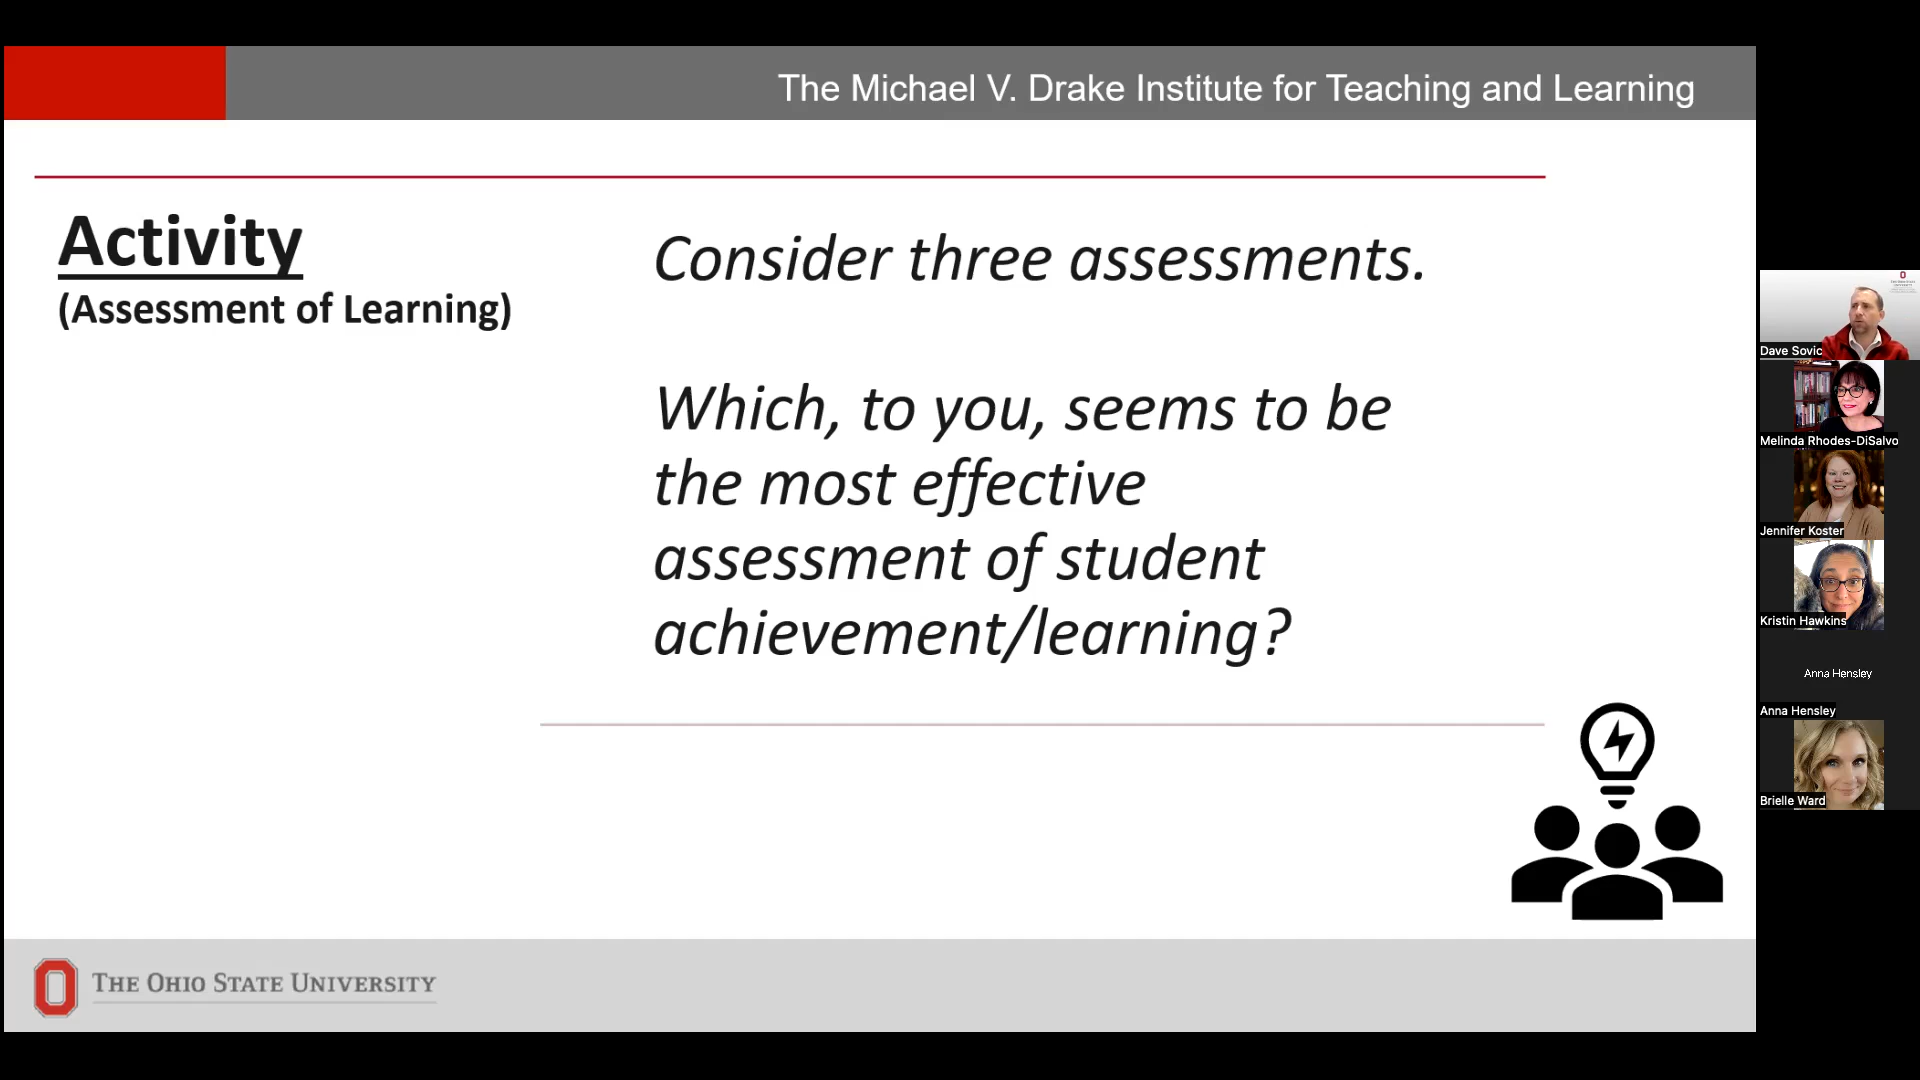 The Michael V. Drake Institute for Teaching and Learning
Activity
(Assessment of Learning)
Consider three assessments.
Which, to you, seems to be
the most effective
assessment of student
achievement/learning?
THE OHIO STATE UNIVERSITY
Dave Sovic
Melinda Rhodes-DiSalvo
Jennifer Koster
Kristin Hawkins
Anna Hensley
Anna Hensley
Brielle Ward